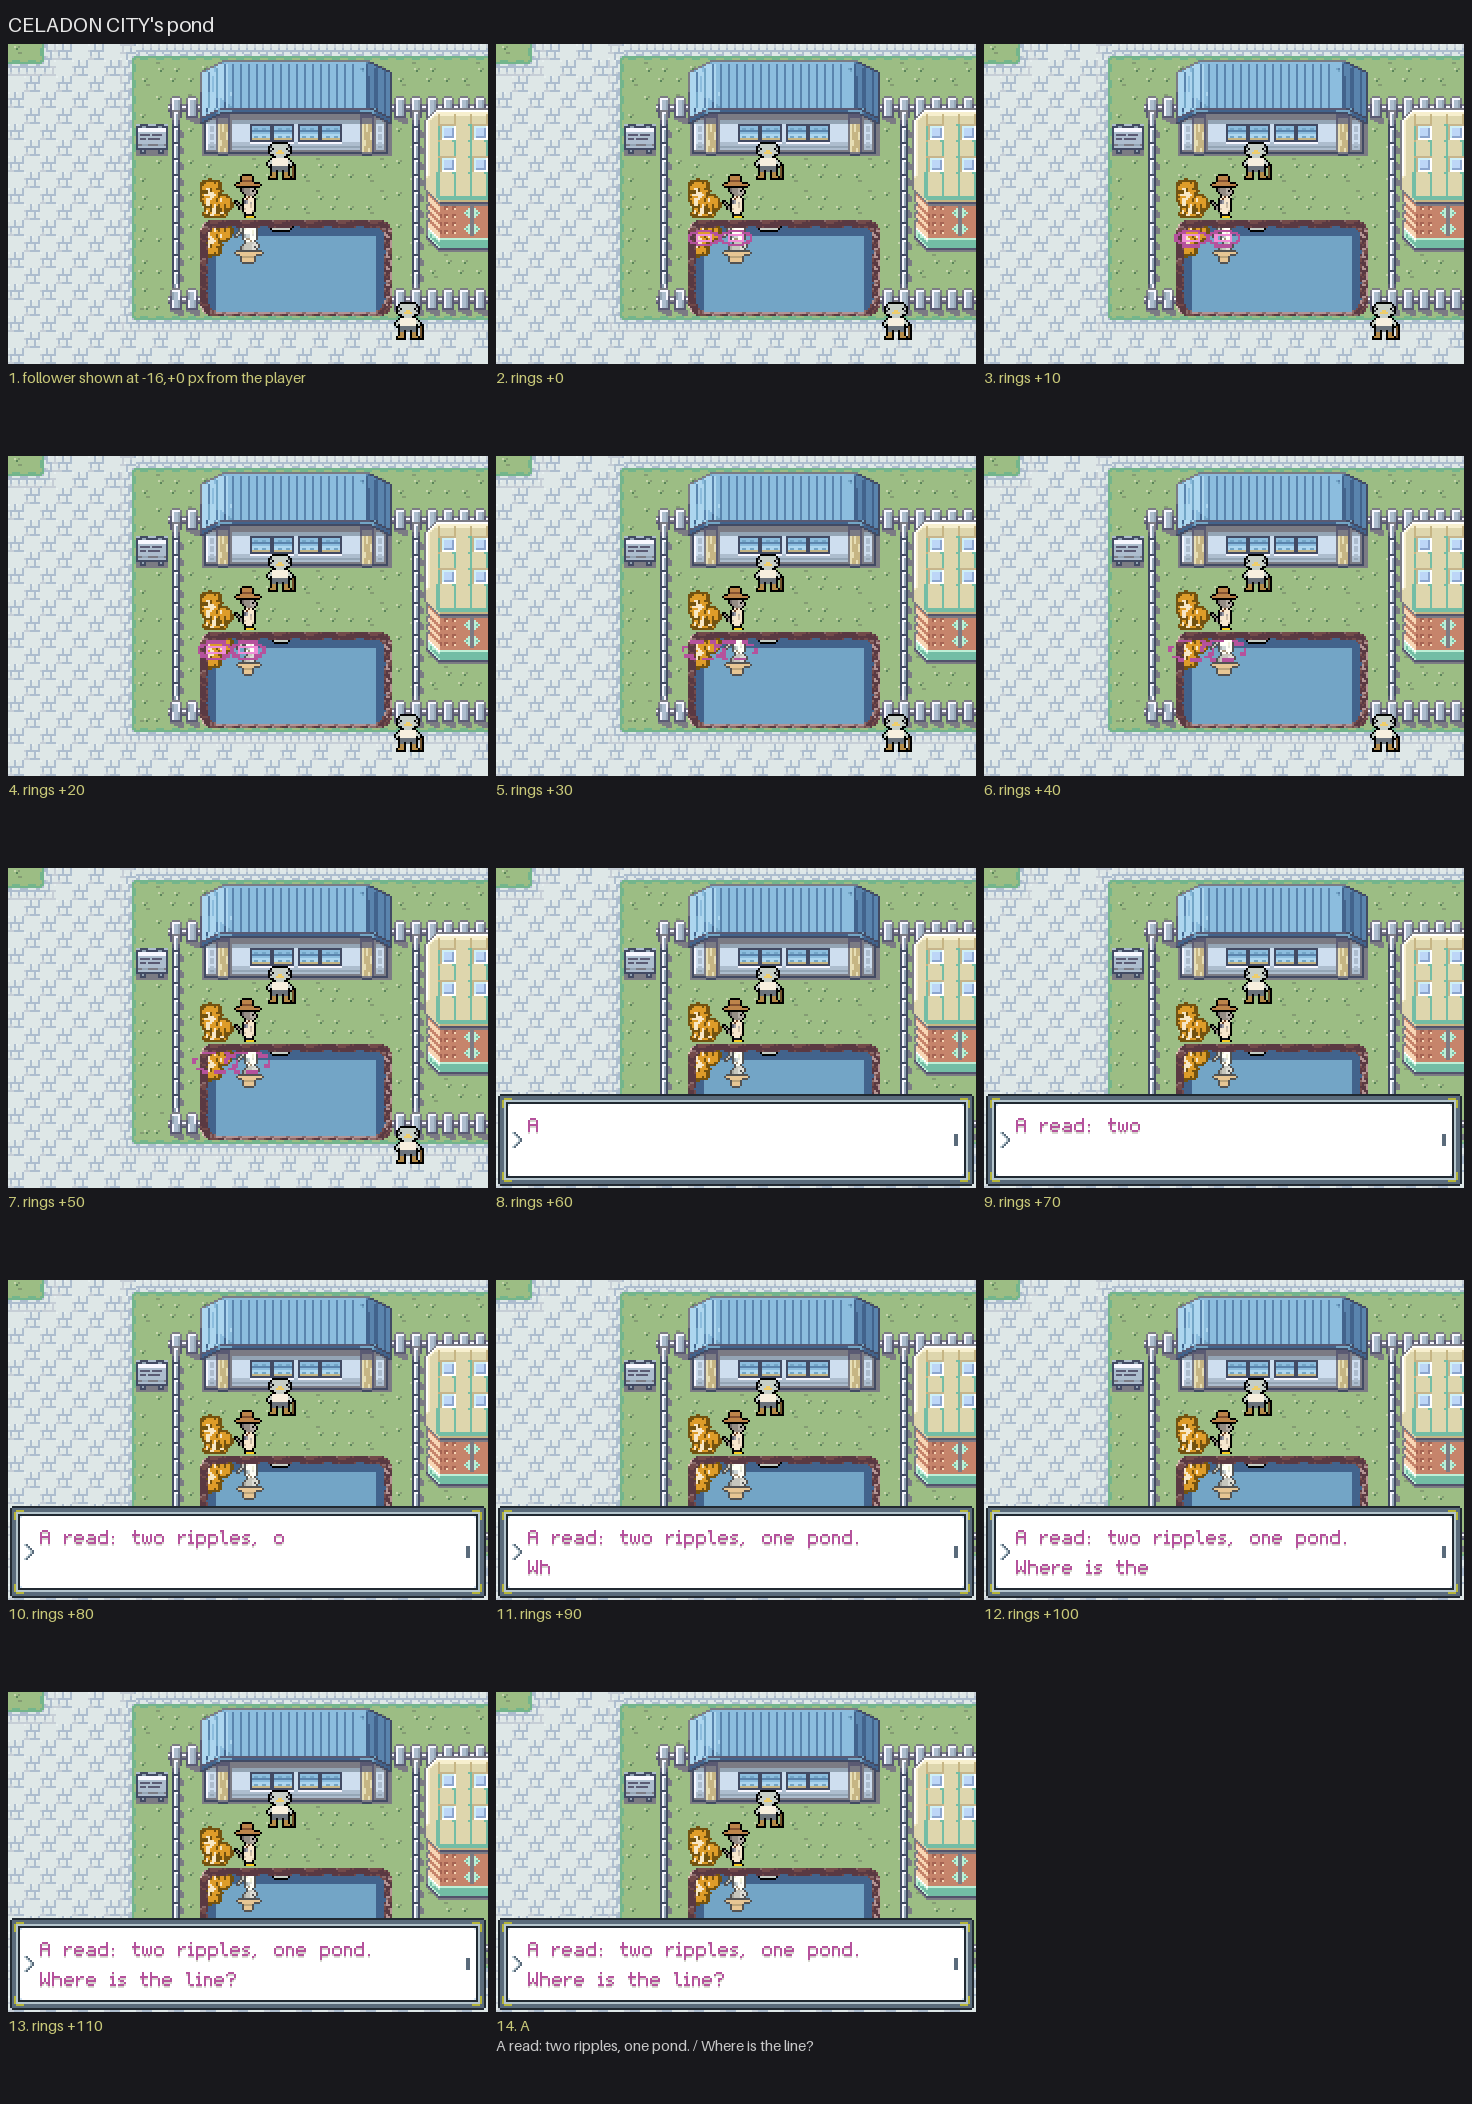 CELADON CITY's pond
1. follower shown at -16,+0 px from the player
2. rings +0
3. rings +10
4. rings +20
5. rings +30
6. rings +40
A
A read: two
7. rings +50
8. rings +60
9. rings +70
A read: two ripples, o
A read: two ripples, one pond.
Wh
A read: two ripples, one pond.
Where is the
10. rings +80
11. rings +90
12. rings +100
A read: two ripples, one pond.
Where is the line?
A read: two ripples, one pond.
Where is the line?
13. rings +110
14. A
A read: two ripples, one pond. / Where is the line?